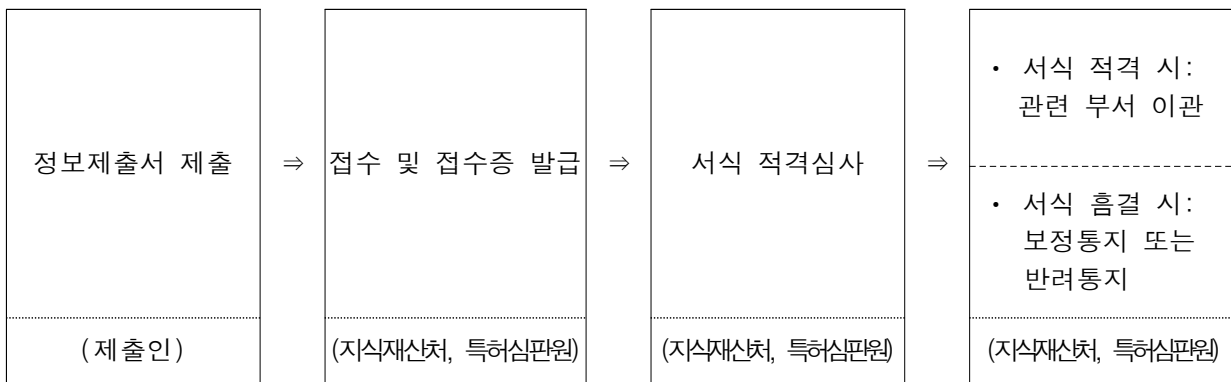 정보제출서 제출
⇒
접수 및 접수증 발급
⇒
서식 적격심사
⇒
• 서식 적격 시:
관련 부서 이관
• 서식 흠결 시:
보정통지 또는
반려통지
(제출인)
(지식재산처, 특허심판원)
(지식재산처, 특허심판원)
(지식재산처, 특허심판원)